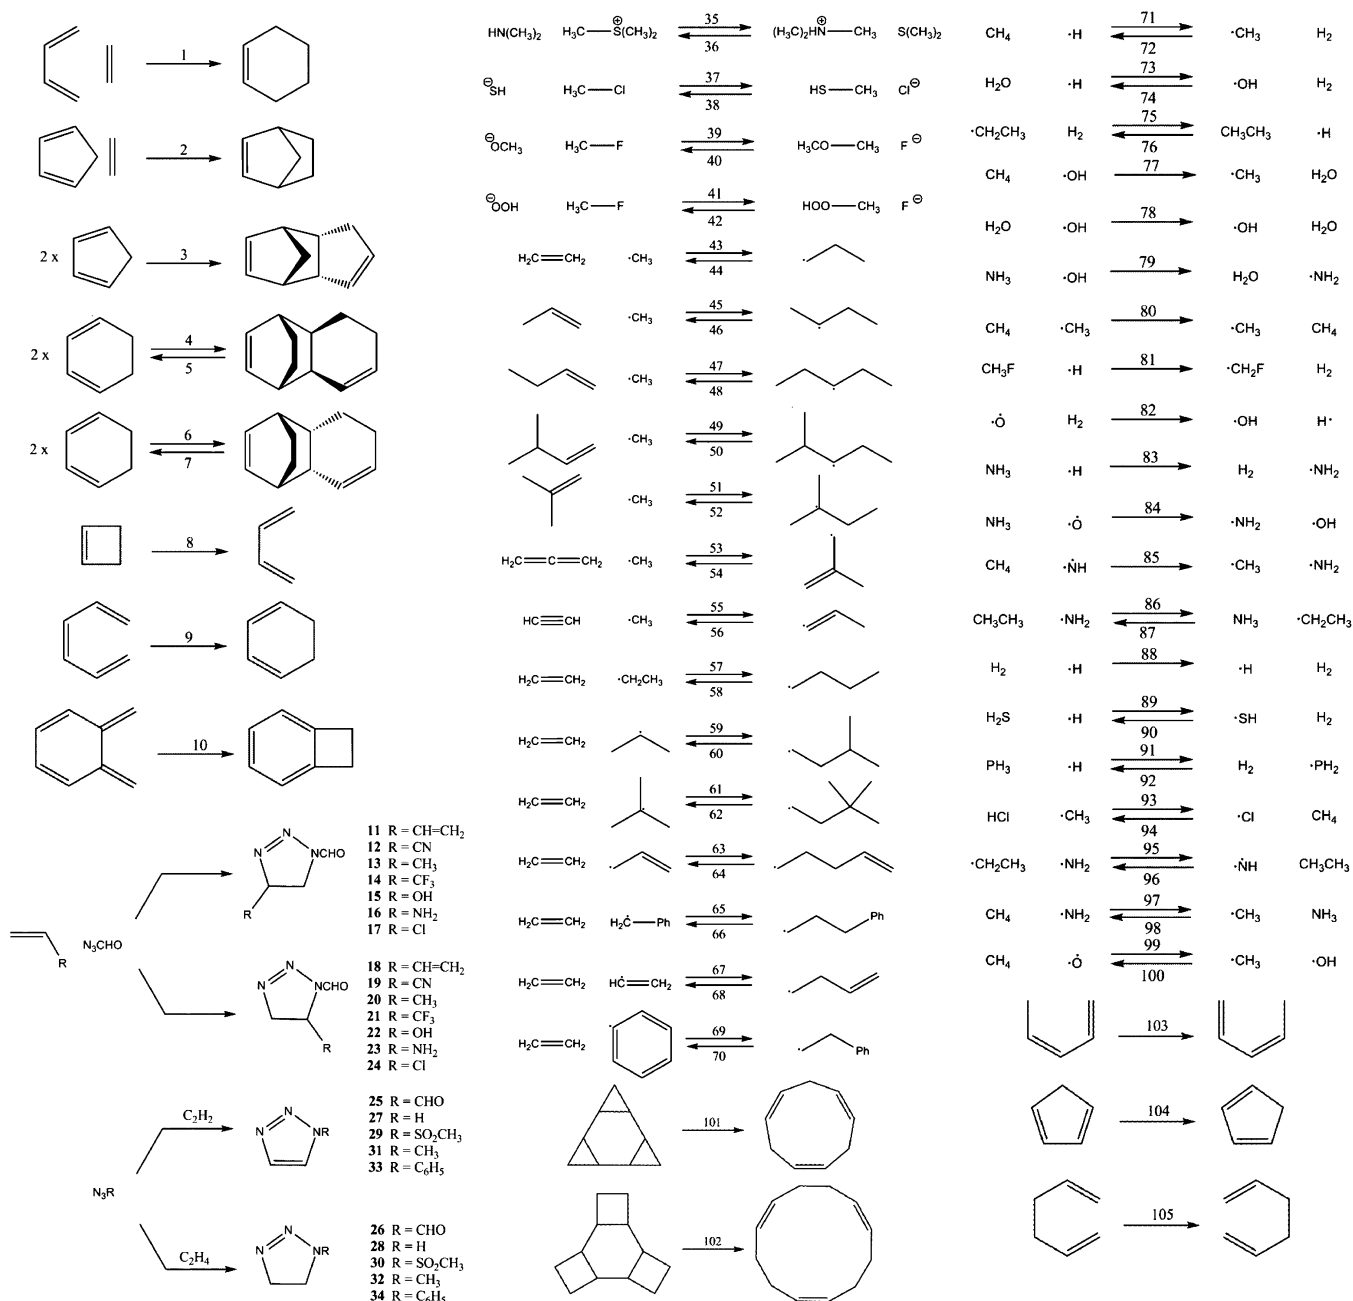 1
2
2 x
3
2 x
4
5
2 x
6
7
8
9
10
R
N₃CHO
N
N
N
NCHO
R
11 R = CH=CH₂
12 R = CN
13 R = CH₃
14 R = CF₃
15 R = OH
16 R = NH₂
17 R = Cl
N
N
NCHO
R
18 R = CH=CH₂
19 R = CN
20 R = CH₃
21 R = CF₃
22 R = OH
23 R = NH₂
24 R = Cl
N₃R
C₂H₂
N
N
NR
25 R = CHO
27 R = H
29 R = SO₂CH₃
31 R = CH₃
33 R = C₆H₅
C₂H₄
N
N
NR
26 R = CHO
28 R = H
30 R = SO₂CH₃
32 R = CH₃
34 R = C₆H₅
HN(CH₃)₂ H₃C—S⊕(CH₃)₂ 35 36 (H₃C)₂HN⊕—CH₃ S(CH₃)₂
⊖SH H₃C—Cl 37 38 HS—CH₃ Cl⊖
⊖OCH₃ H₃C—F 39 40 H₃CO—CH₃ F⊖
⊖OOH H₃C—F 41 42 HOO—CH₃ F⊖
H₂C=CH₂ ·CH₃ 43 44
·CH₃ 45 46
·CH₃ 47 48
·CH₃ 49 50
·CH₃ 51 52
H₂C=C=CH₂ ·CH₃ 53 54
HC≡CH ·CH₃ 55 56
H₂C=CH₂ ·CH₂CH₃ 57 58
H₂C=CH₂ 59 60
H₂C=CH₂ 61 62
H₂C=CH₂ 63 64
H₂C=CH₂ H₂Ċ—Ph 65 66 Ph
H₂C=CH₂ HĊ=CH₂ 67 68
H₂C=CH₂ 69 70 Ph
101
102
CH₄ ·H 71 72 ·CH₃ H₂
H₂O ·H 73 74 ·OH H₂
·CH₂CH₃ H₂ 75 76 CH₃CH₃ ·H
CH₄ ·OH 77 ·CH₃ H₂O
H₂O ·OH 78 ·OH H₂O
NH₃ ·OH 79 H₂O ·NH₂
CH₄ ·CH₃ 80 ·CH₃ CH₄
CH₃F ·H 81 ·CH₂F H₂
·Ȯ H₂ 82 ·OH H·
NH₃ ·H 83 H₂ ·NH₂
NH₃ ·Ȯ 84 ·NH₂ ·OH
CH₄ ·ṄH 85 ·CH₃ ·NH₂
CH₃CH₃ ·NH₂ 86 87 NH₃ ·CH₂CH₃
H₂ ·H 88 ·H H₂
H₂S ·H 89 90 ·SH H₂
PH₃ ·H 91 92 H₂ ·PH₂
HCl ·CH₃ 93 94 ·Cl CH₄
·CH₂CH₃ ·NH₂ 95 96 ·ṄH CH₃CH₃
CH₄ ·NH₂ 97 98 ·CH₃ NH₃
CH₄ ·Ȯ 99 100 ·CH₃ ·OH
103
104
105